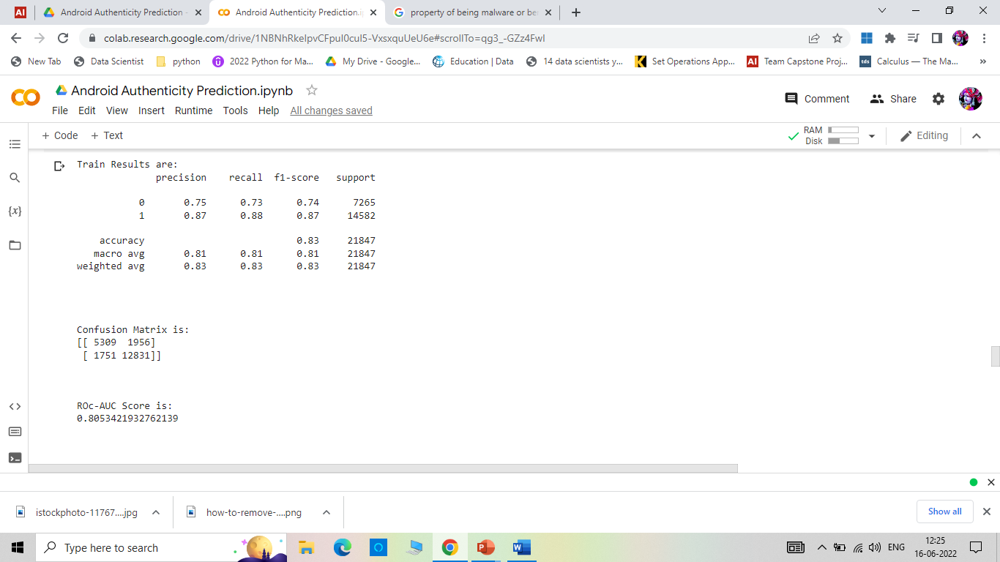 AI
Android Authenticity Prediction -
Android Authenticity Prediction.i
property of being malware or be
colab.research.google.com/drive/
New Tab
Data Scientist
python
2022 Python for Ma...
My Drive - Google...
Education | Data
14 data scientists y...
Set Operations App...
AI
Team Capstone Proj...
tds
Calculus — The Ma...
»
Android Authenticity Prediction.ipynb
File Edit View Insert Runtime Tools Help All changes saved
Comment
Share
+ Code + Text
RAM
Disk
Editing
{x}
Train Results are:
precision recall f1-score support
0 0.75 0.73 0.74 7265
1 0.87 0.88 0.87 14582
accuracy 0.83 21847
macro avg 0.81 0.81 0.81 21847
weighted avg 0.83 0.83 0.83 21847
Confusion Matrix is:
[[ 5309 1956]
[ 1751 12831]]
ROc-AUC Score is:
0.8053421932762139
istockphoto-11767....jpg
how-to-remove-....png
Show all
Type here to search
ENG
12:25
16-06-2022